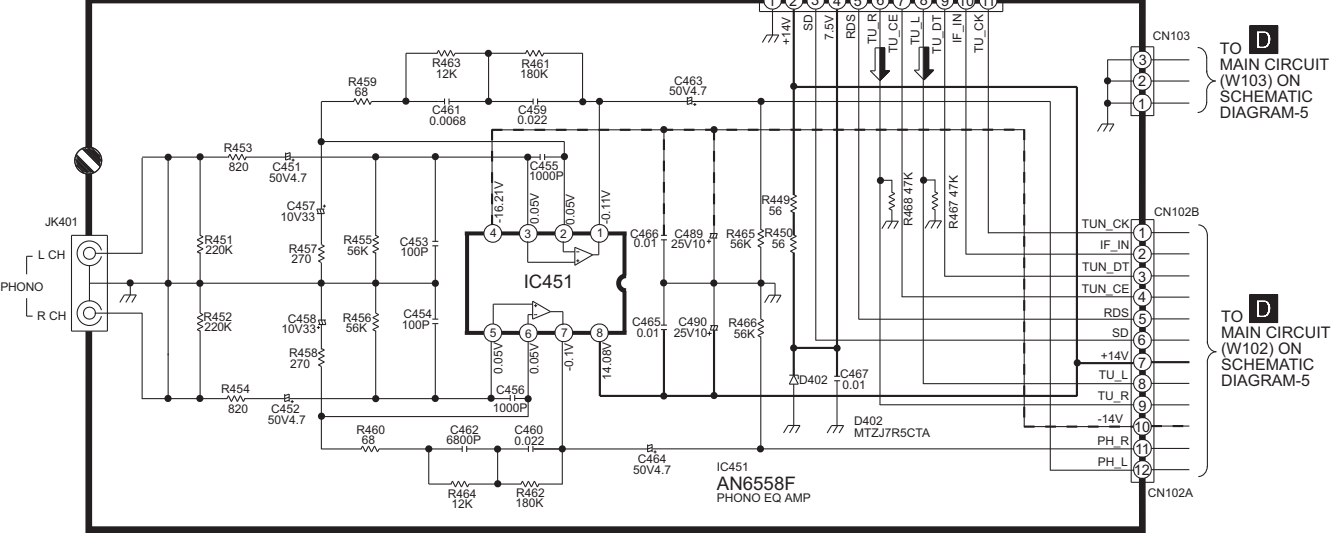 1 2 3 4 5 6 7 8 9 10 11
+14V
SD
7.5V
RDS
TU_R
TU_CE
TU_L
TU_DT
IF_IN
TU_CK
CN103
3
2
1
TO D
MAIN CIRCUIT
(W103) ON
SCHEMATIC
DIAGRAM-5
R463
12K
R461
180K
R459
68
C461
0.0068
C459
0.022
C463
50V4.7
R453
820
C451
50V4.7
C455
1000P
-16.21V
0.05V
0.05V
-0.11V
C457
10V33
R449
56
R468 47K
R467 47K
JK401
L CH
PHONO
R CH
R451
220K
R457
270
R455
56K
C453
100P
4 3 2 1
C466
0.01
C489
25V10
+
R465
56K
R450
56
IC451
R452
220K
C458
10V33
R456
56K
C454
100P
R458
270
5 6 7 8
0.05V
0.05V
-0.1V
14.08V
C465
0.01
C490
25V10
+
R466
56K
D402
C467
0.01
R454
820
C452
50V4.7
C456
1000P
R460
68
C462
6800P
C460
0.022
C464
50V4.7
R464
12K
R462
180K
D402
MTZJ7R5CTA
IC451
AN6558F
PHONO EQ AMP
CN102B
TUN_CK 1
IF_IN 2
TUN_DT 3
TUN_CE 4
RDS 5
SD 6
+14V 7
TU_L 8
TU_R 9
-14V 10
PH_R 11
PH_L 12
CN102A
TO D
MAIN CIRCUIT
(W102) ON
SCHEMATIC
DIAGRAM-5